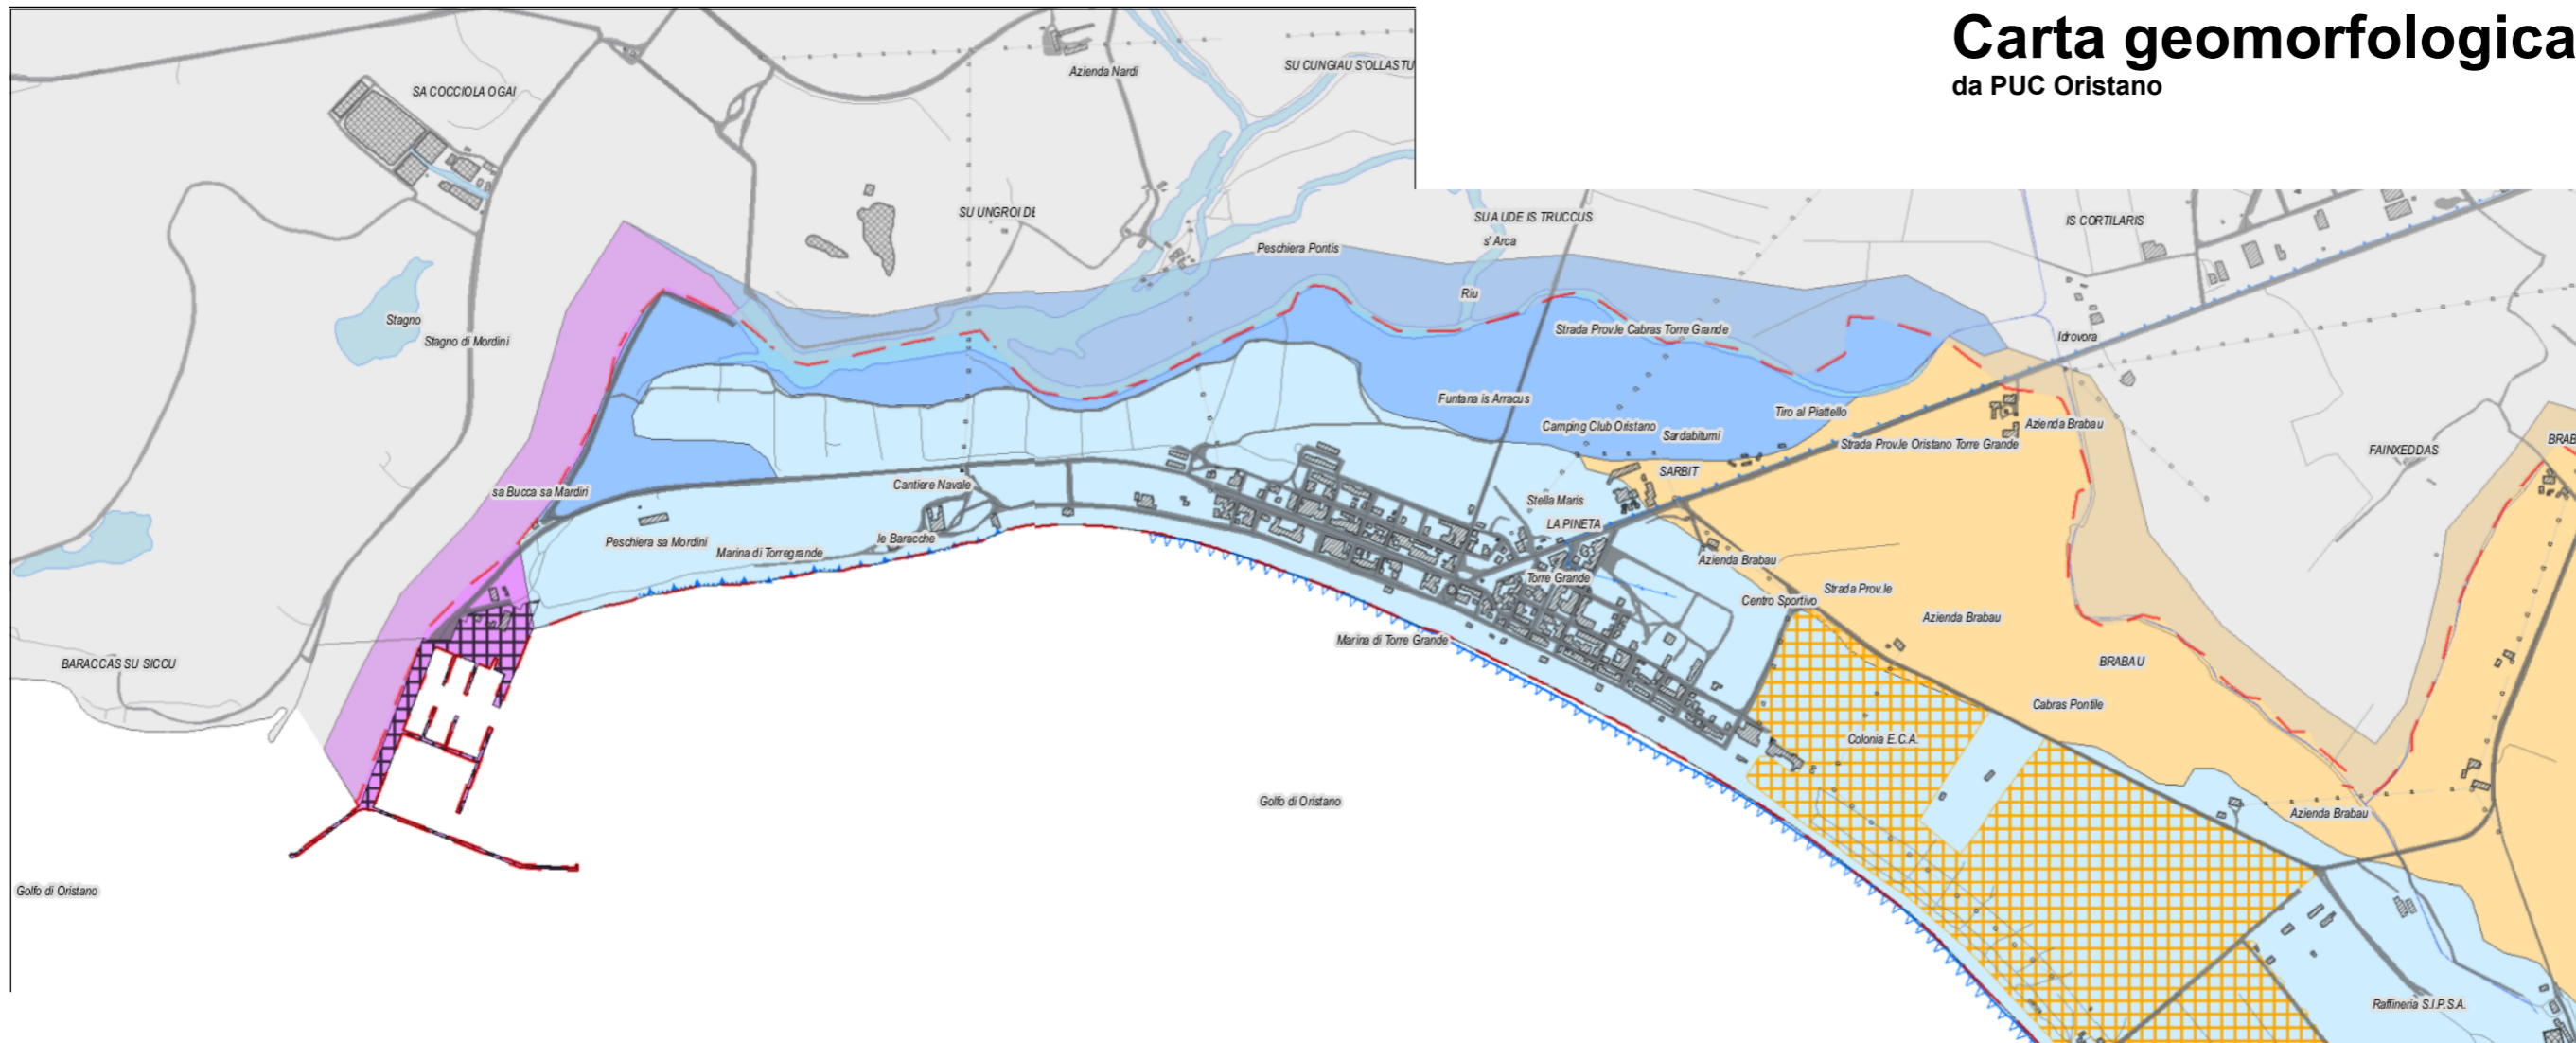 Carta geomorfologica
da PUC Oristano
Azienda Nardi
SU CUNGIAU S'OLLASTU
SA COCCIOLA OGAI
SU UNGROI DE
SU A UDE IS TRUCCUS
IS CORTILARIS
s' Arca
Peschiera Pontis
Riu
Stagno
Strada Prov.le Cabras Torre Grande
Stagno di Mordini
Idrovora
Funtana is Arracus
Tiro al Piattello
Camping Club Oristano
Azienda Brabau
Sardabitumi
Strada Prov.le Oristano Torre Grande
BRAB
FAINXEDDAS
SARBIT
Cantiere Navale
sa Bucca sa Mardiri
Stella Maris
LA PINETA
le Baracche
Peschiera sa Mordini
Marina di Torregrande
Azienda Brabau
Torre Grande
Strada Prov.le
Centro Sportivo
Azienda Brabau
Marina di Torre Grande
BARACCAS SU SICCU
BRABAU
Cabras Pontile
Colonia E.C.A.
Golfo di Oristano
Azienda Brabau
Golfo di Oristano
Raffineria S.I.P.S.A.